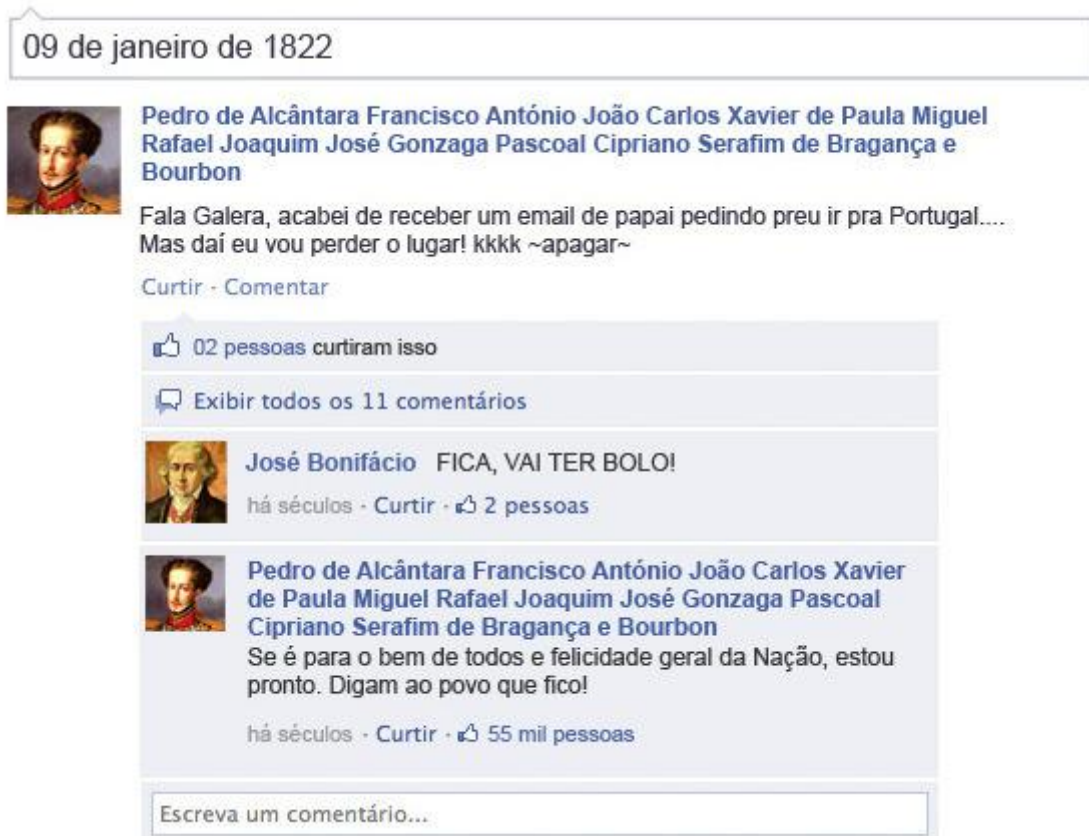 09 de janeiro de 1822
Pedro de Alcântara Francisco António João Carlos Xavier de Paula Miguel
Rafael Joaquim José Gonzaga Pascoal Cipriano Serafim de Bragança e
Bourbon
Fala Galera, acabei de receber um email de papai pedindo preu ir pra Portugal....
Mas daí eu vou perder o lugar! kkkk ~apagar~
Curtir · Comentar
02 pessoas curtiram isso
Exibir todos os 11 comentários
José Bonifácio FICA, VAI TER BOLO!
há séculos · Curtir · 2 pessoas
Pedro de Alcântara Francisco António João Carlos Xavier
de Paula Miguel Rafael Joaquim José Gonzaga Pascoal
Cipriano Serafim de Bragança e Bourbon
Se é para o bem de todos e felicidade geral da Nação, estou
pronto. Digam ao povo que fico!
há séculos · Curtir · 55 mil pessoas
Escreva um comentário...